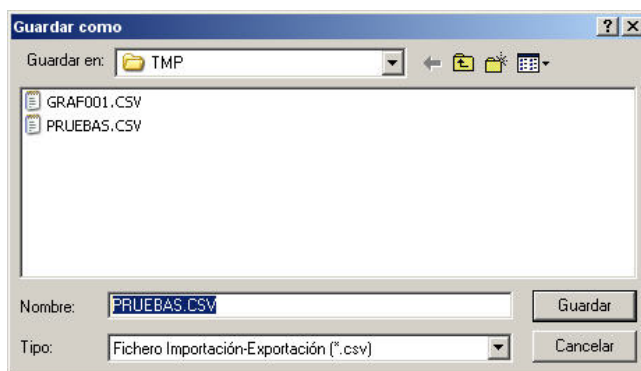 Guardar como
Guardar en: TMP
GRAF001.CSV
PRUEBAS.CSV
Nombre: PRUEBAS.CSV Guardar
Tipo: Fichero Importación-Exportación (*.csv) Cancelar